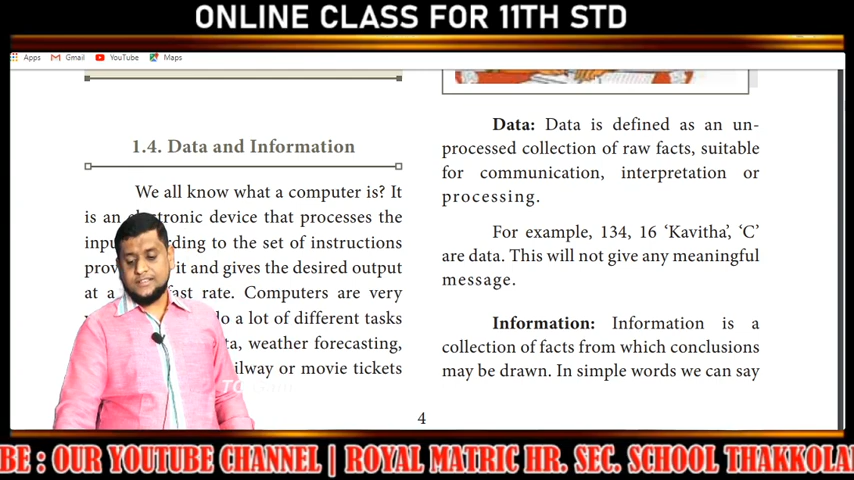 ONLINE CLASS FOR 11TH STD
Apps Gmail YouTube Maps
1.4. Data and Information
We all know what a computer is? It
is an device that processes the
to the set of instructions
it and gives the desired output
at a fast rate. Computers are very
do a lot of different tasks
weather forecasting,
or movie tickets
Data: Data is defined as an un-
processed collection of raw facts, suitable
for communication, interpretation or
processing.
For example, 134, 16 ‘Kavitha’, ‘C’
are data. This will not give any meaningful
message.
Information: Information is a
collection of facts from which conclusions
may be drawn. In simple words we can say
4
BE : OUR YOUTUBE CHANNEL | ROYAL MATRIC HR. SEC. SCHOOL THAKKOLA